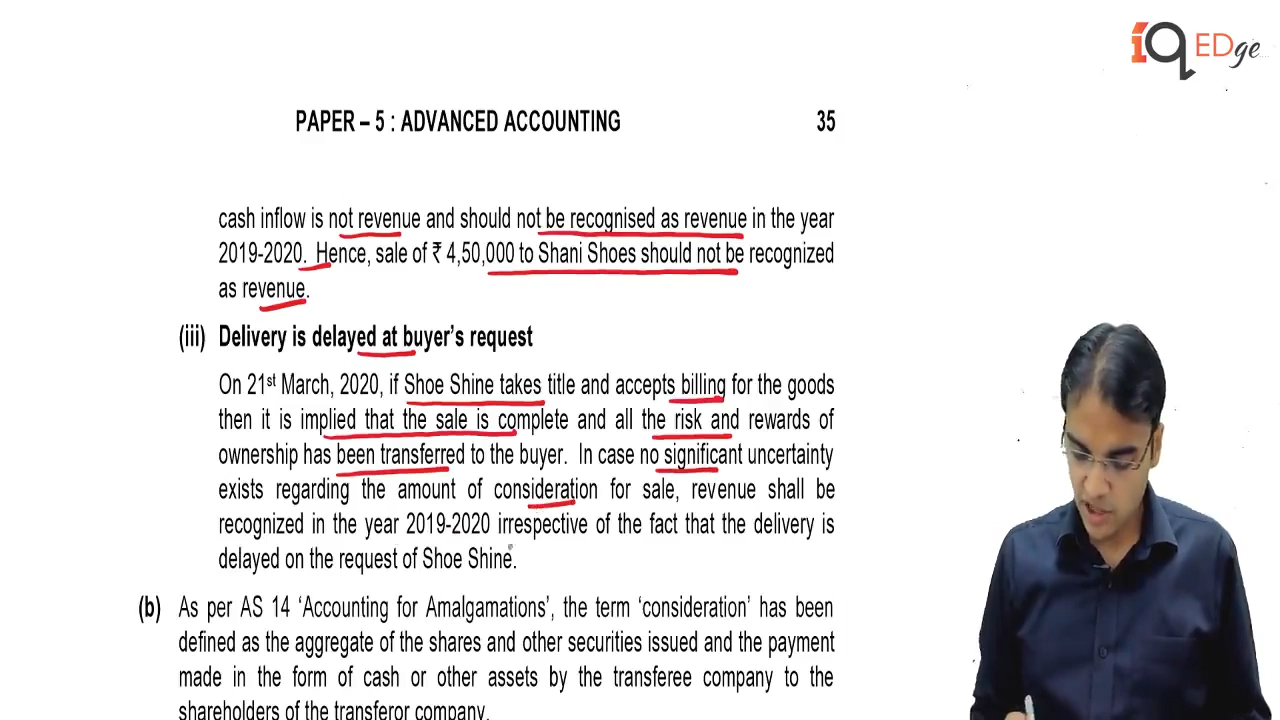 iQ EDge
PAPER – 5 : ADVANCED ACCOUNTING 35
cash inflow is not revenue and should not be recognised as revenue in the year
2019-2020. Hence, sale of ₹ 4,50,000 to Shani Shoes should not be recognized
as revenue.
(iii) Delivery is delayed at buyer’s request
On 21st March, 2020, if Shoe Shine takes title and accepts billing for the goods
then it is implied that the sale is complete and all the risk and rewards of
ownership has been transferred to the buyer. In case no significant uncertainty
exists regarding the amount of consideration for sale, revenue shall be
recognized in the year 2019-2020 irrespective of the fact that the delivery is
delayed on the request of Shoe Shine.
(b) As per AS 14 ‘Accounting for Amalgamations’, the term ‘consideration’ has been
defined as the aggregate of the shares and other securities issued and the payment
made in the form of cash or other assets by the transferee company to the
shareholders of the transferor company.